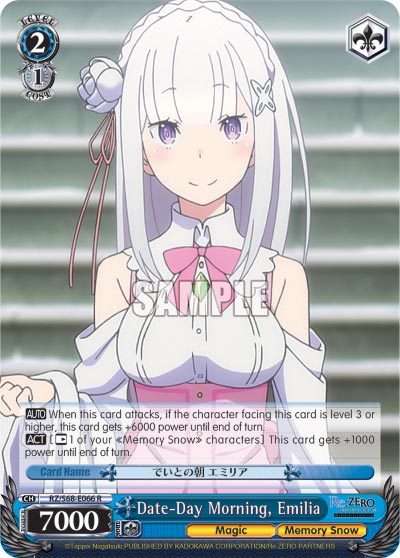 LEVEL
2
1
COST
SAMPLE
AUTO When this card attacks, if the character facing this card is level 3 or
higher, this card gets +6000 power until end of turn.
ACT [1 of your ≪Memory Snow≫ characters] This card gets +1000
power until end of turn.
Card Name でいとの朝 エミリア
CH RZ/S68-E066 R
Date-Day Morning, Emilia
Re:ZERO
POWER 7000
Magic Memory Snow
©Tappei Nagatsuki,PUBLISHED BY KADOKAWA CORPORATION/Re:ZERO PARTNERS